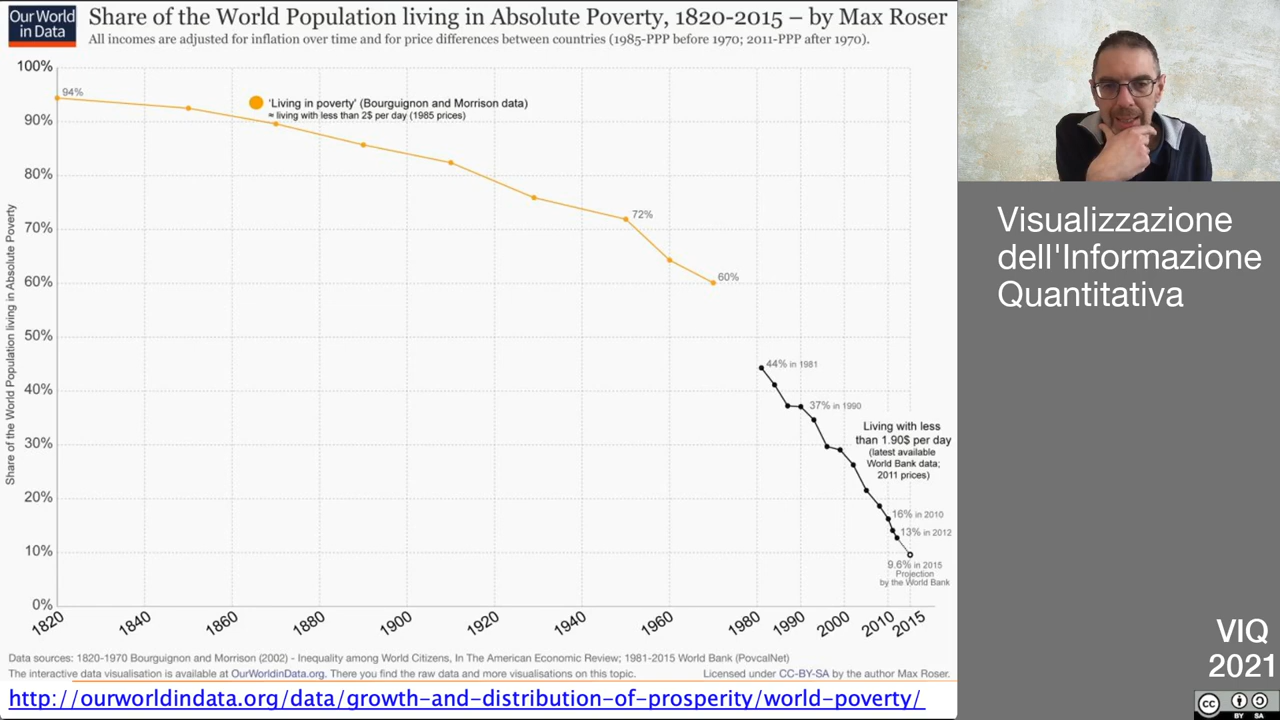 Our World
in Data
Share of the World Population living in Absolute Poverty, 1820-2015 – by Max Roser
All incomes are adjusted for inflation over time and for price differences between countries (1985-PPP before 1970; 2011-PPP after 1970).
100%
90%
80%
70%
60%
50%
40%
30%
20%
10%
0%
Share of the World Population living in Absolute Poverty
94%
'Living in poverty' (Bourguignon and Morrison data)
≈ living with less than 2$ per day (1985 prices)
72%
60%
44% in 1981
37% in 1990
Living with less
than 1.90$ per day
(latest available
World Bank data;
2011 prices)
16% in 2010
13% in 2012
9.6% in 2015
Projection
by the World Bank
1820 1840 1860 1880 1900 1920 1940 1960 1980 1990 2000 2010 2015
Data sources: 1820-1970 Bourguignon and Morrison (2002) - Inequality among World Citizens, In The American Economic Review; 1981-2015 World Bank (PovcalNet)
The interactive data visualisation is available at OurWorldinData.org. There you find the raw data and more visualisations on this topic. Licensed under CC-BY-SA by the author Max Roser.
http://ourworldindata.org/data/growth-and-distribution-of-prosperity/world-poverty/
Visualizzazione
dell'Informazione
Quantitativa
VIQ
2021
cc
BY SA